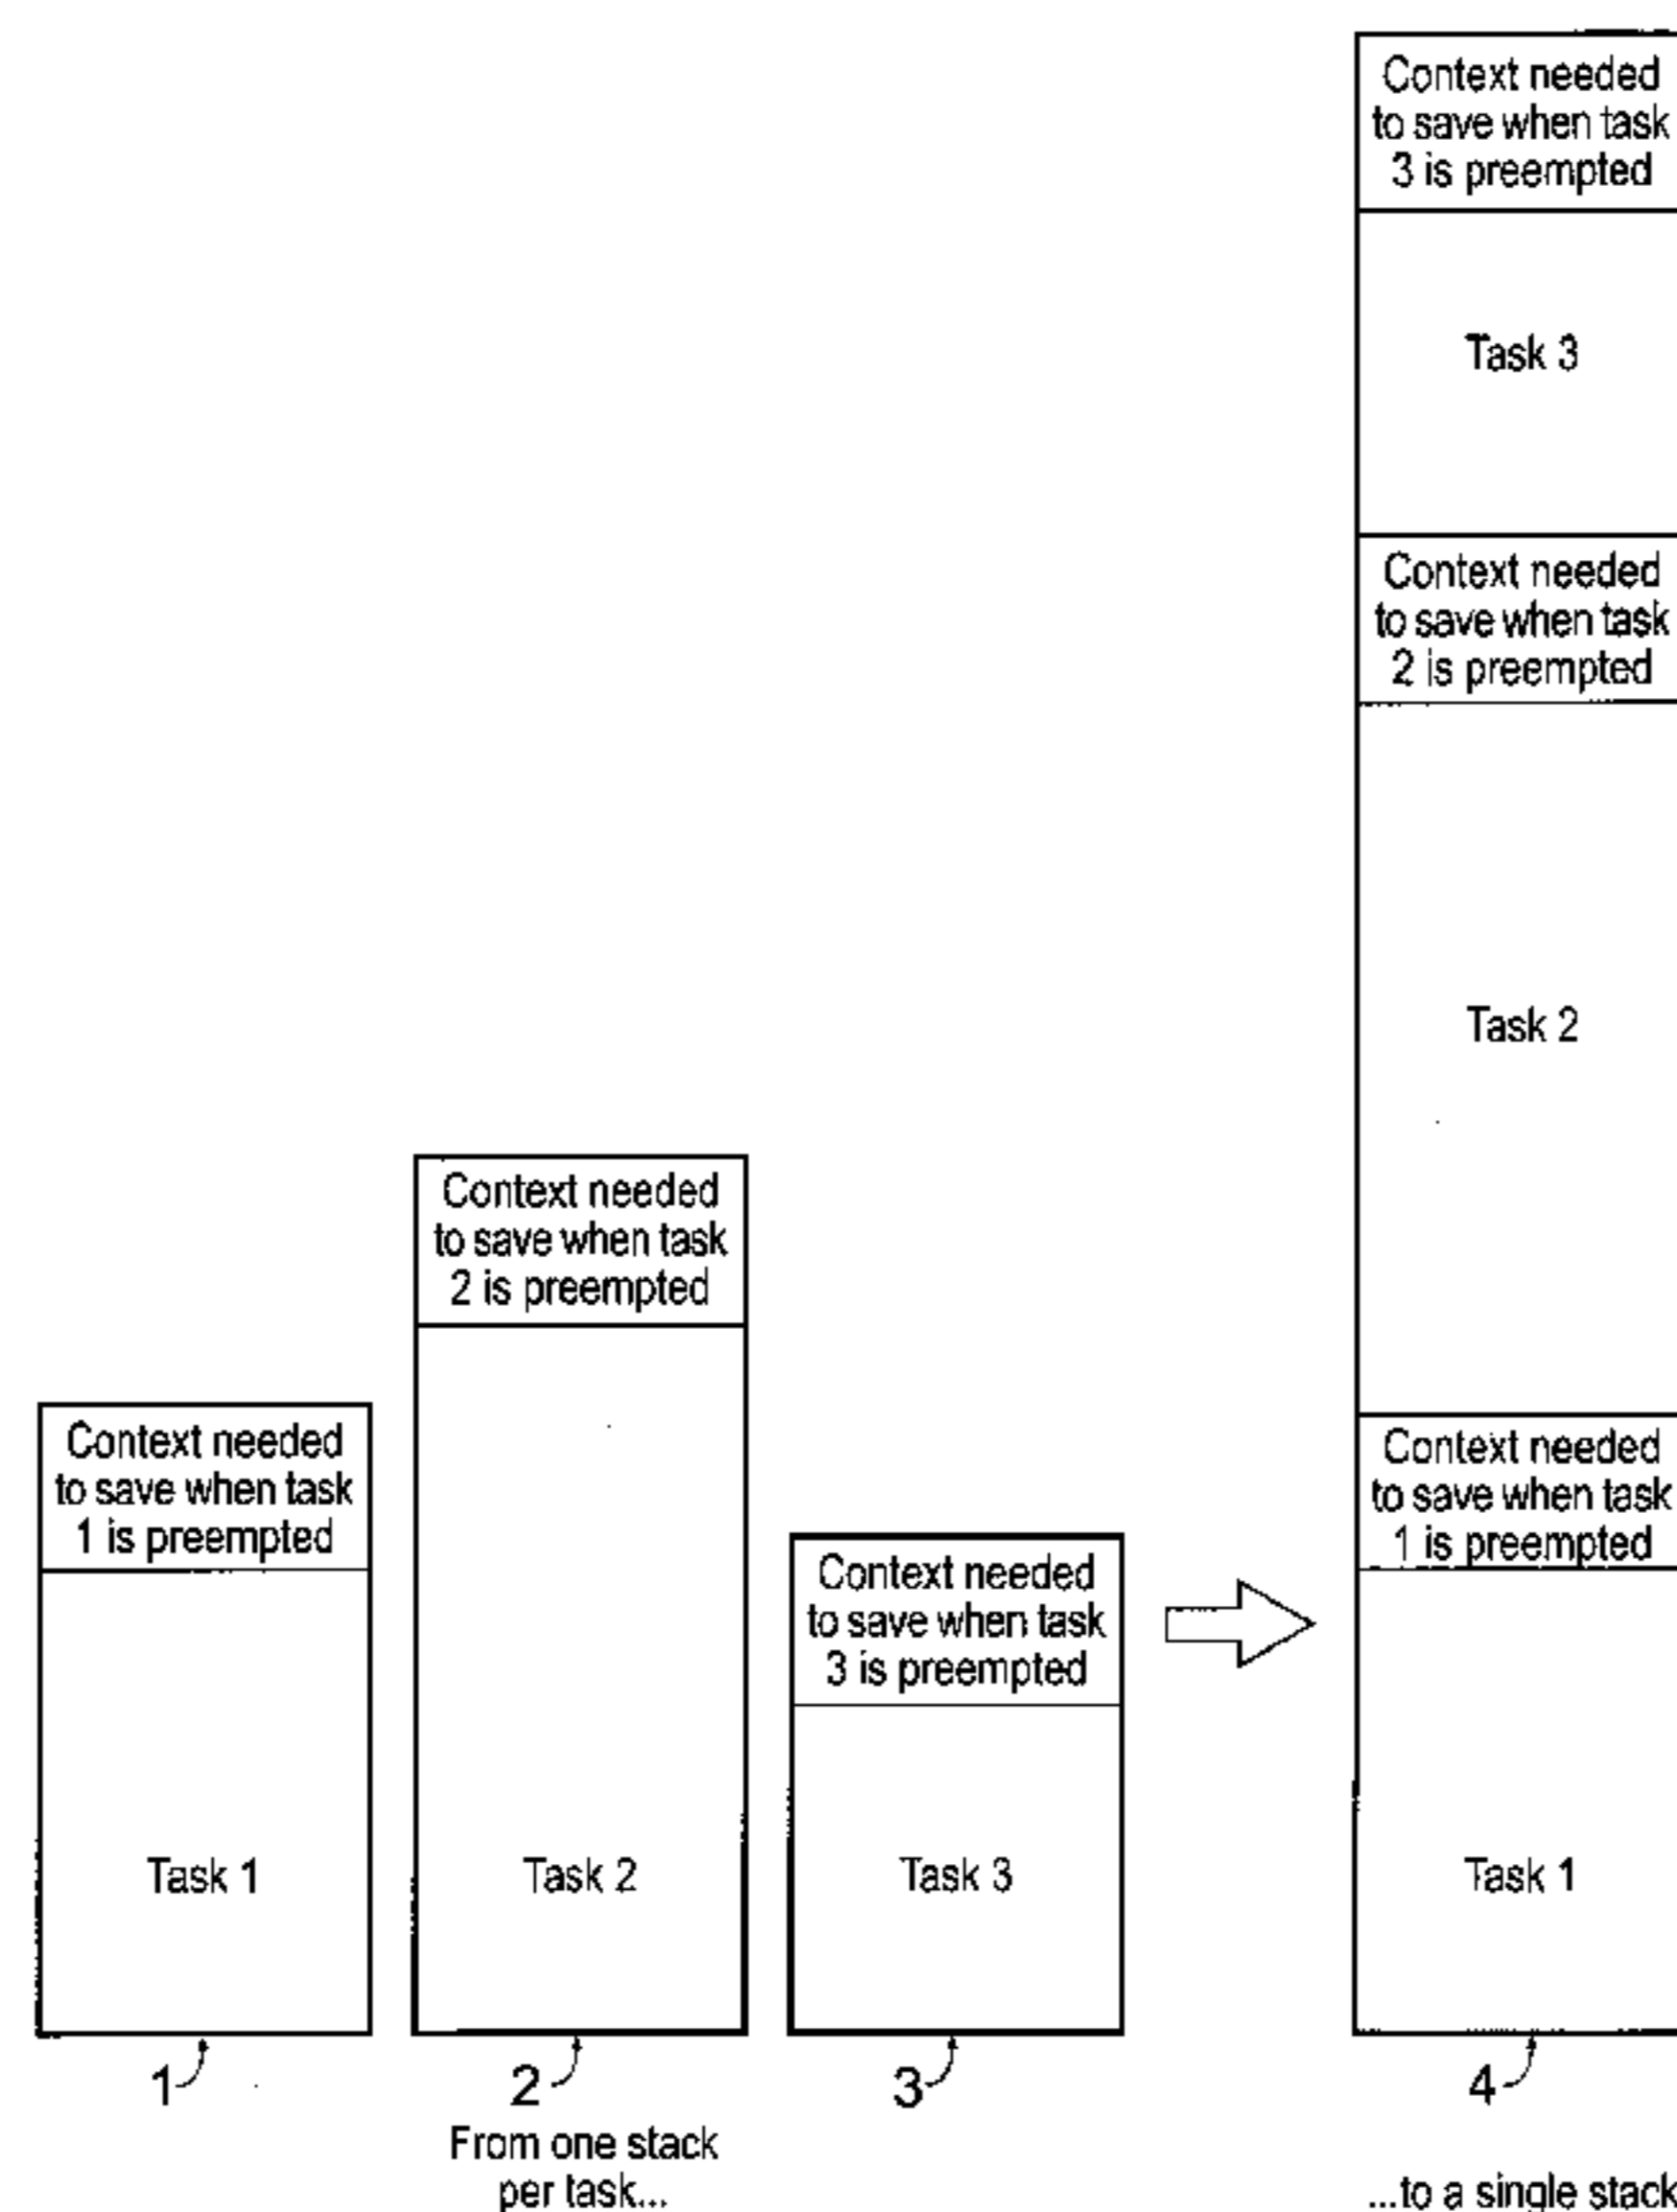 Context needed
to save when task
3 is preempted
Task 3
Context needed
to save when task
2 is preempted
Task 2
Context needed
to save when task
1 is preempted
Task 1
Context needed
to save when task
2 is preempted
Task 2
Context needed
to save when task
1 is preempted
Task 1
Context needed
to save when task
3 is preempted
Task 3
1
2
3
4
From one stack
per task...
...to a single stack